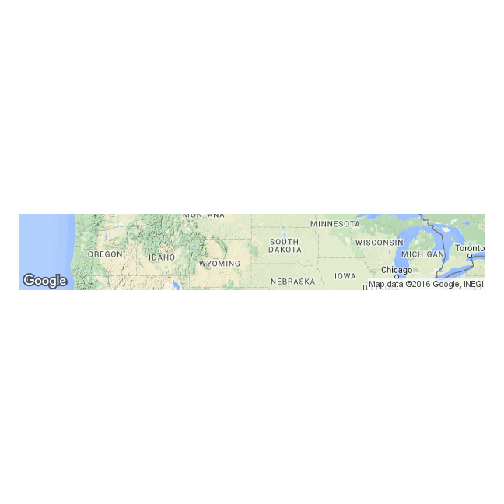 MONTANA
MINNESOTA
SOUTH
DAKOTA
WISCONSIN
OREGON
IDAHO
WYOMING
MICHIGAN
Toronto
Chicago
IOWA
NEBRASKA
Google
Map data ©2016 Google, INEGI